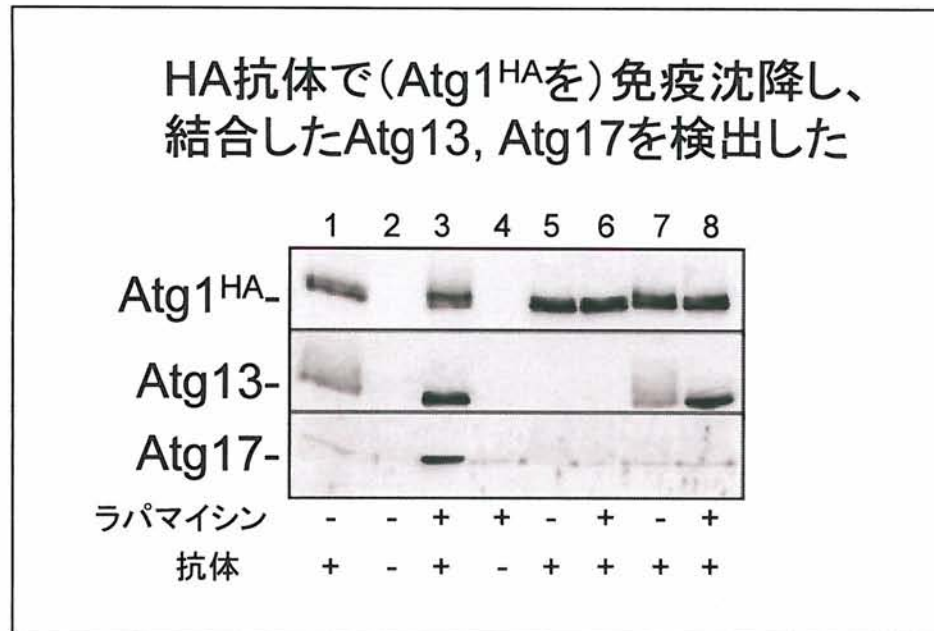 HA抗体で(Atg1HAを)免疫沈降し、
結合したAtg13, Atg17を検出した
1 2 3 4 5 6 7 8
Atg1HA-
Atg13-
Atg17-
ラパマイシン - - + + - + - +
抗体 + - + - + + + +